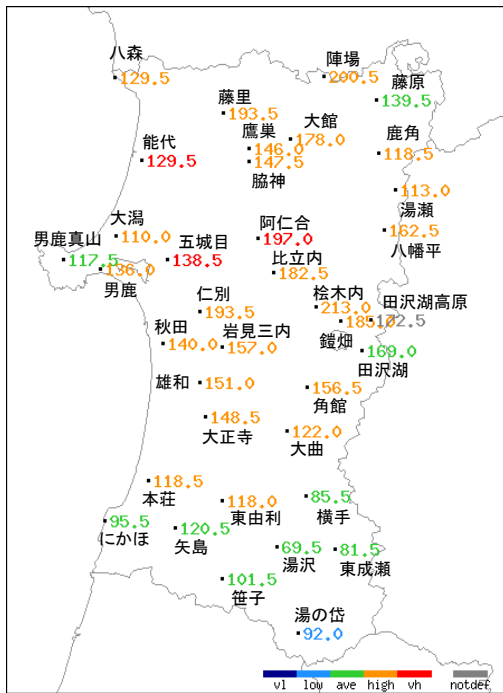 八森
129.5
陣場
200.5
藤原
139.5
藤里
193.5
鷹巣
146.0
大館
178.0
鹿角
118.5
能代
129.5
147.5
脇神
113.0
湯瀬
大潟
110.0
阿仁合
197.0
162.5
八幡平
男鹿真山
117.5
五城目
138.5
136.0
男鹿
比立内
182.5
仁別
193.5
桧木内
213.0
田沢湖高原
172.5
185.0
鎧畑
秋田
140.0
岩見三内
157.0
169.0
田沢湖
雄和
151.0
156.5
角館
148.5
大正寺
122.0
大曲
118.5
本荘
118.0
東由利
85.5
横手
95.5
にかほ
120.5
矢島
69.5
湯沢
81.5
東成瀬
101.5
笹子
湯の岱
92.0
vl low ave high vh notdef